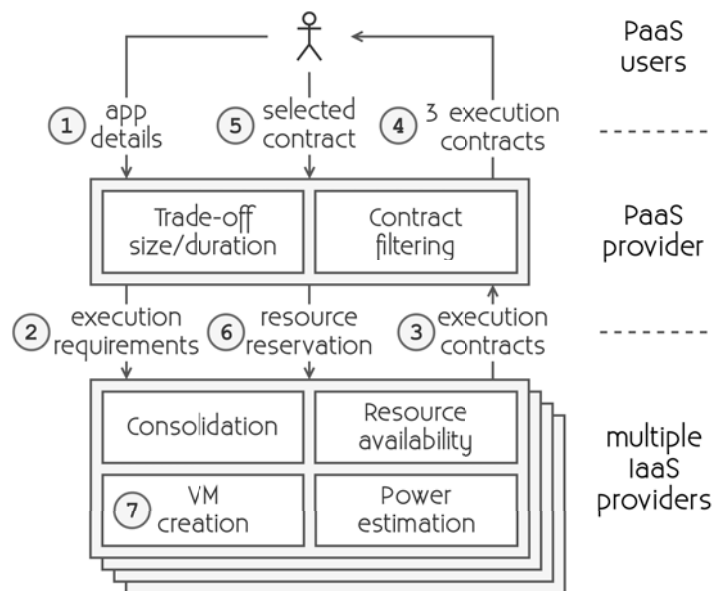 PaaS
users
1
app
details
5
selected
contract
4
3 execution
contracts
Trade-off
size/duration
Contract
filtering
PaaS
provider
2
execution
requirements
6
resource
reservation
3
execution
contracts
Consolidation
Resource
availability
7
VM
creation
Power
estimation
multiple
IaaS
providers